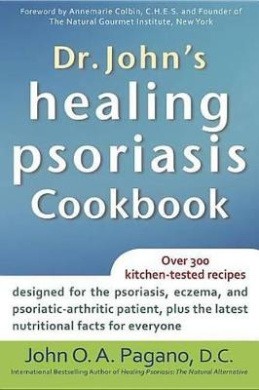 Foreword by Annemarie Colbin, C.H.E.S. and Founder of
The Natural Gourmet Institute, New York
Dr. John's
healing
psoriasis
Cookbook
Over 300
kitchen-tested recipes
designed for the psoriasis, eczema, and
psoriatic-arthritic patient, plus the latest
nutritional facts for everyone
John O. A. Pagano, D.C.
International Bestselling Author of Healing Psoriasis: The Natural Alternative